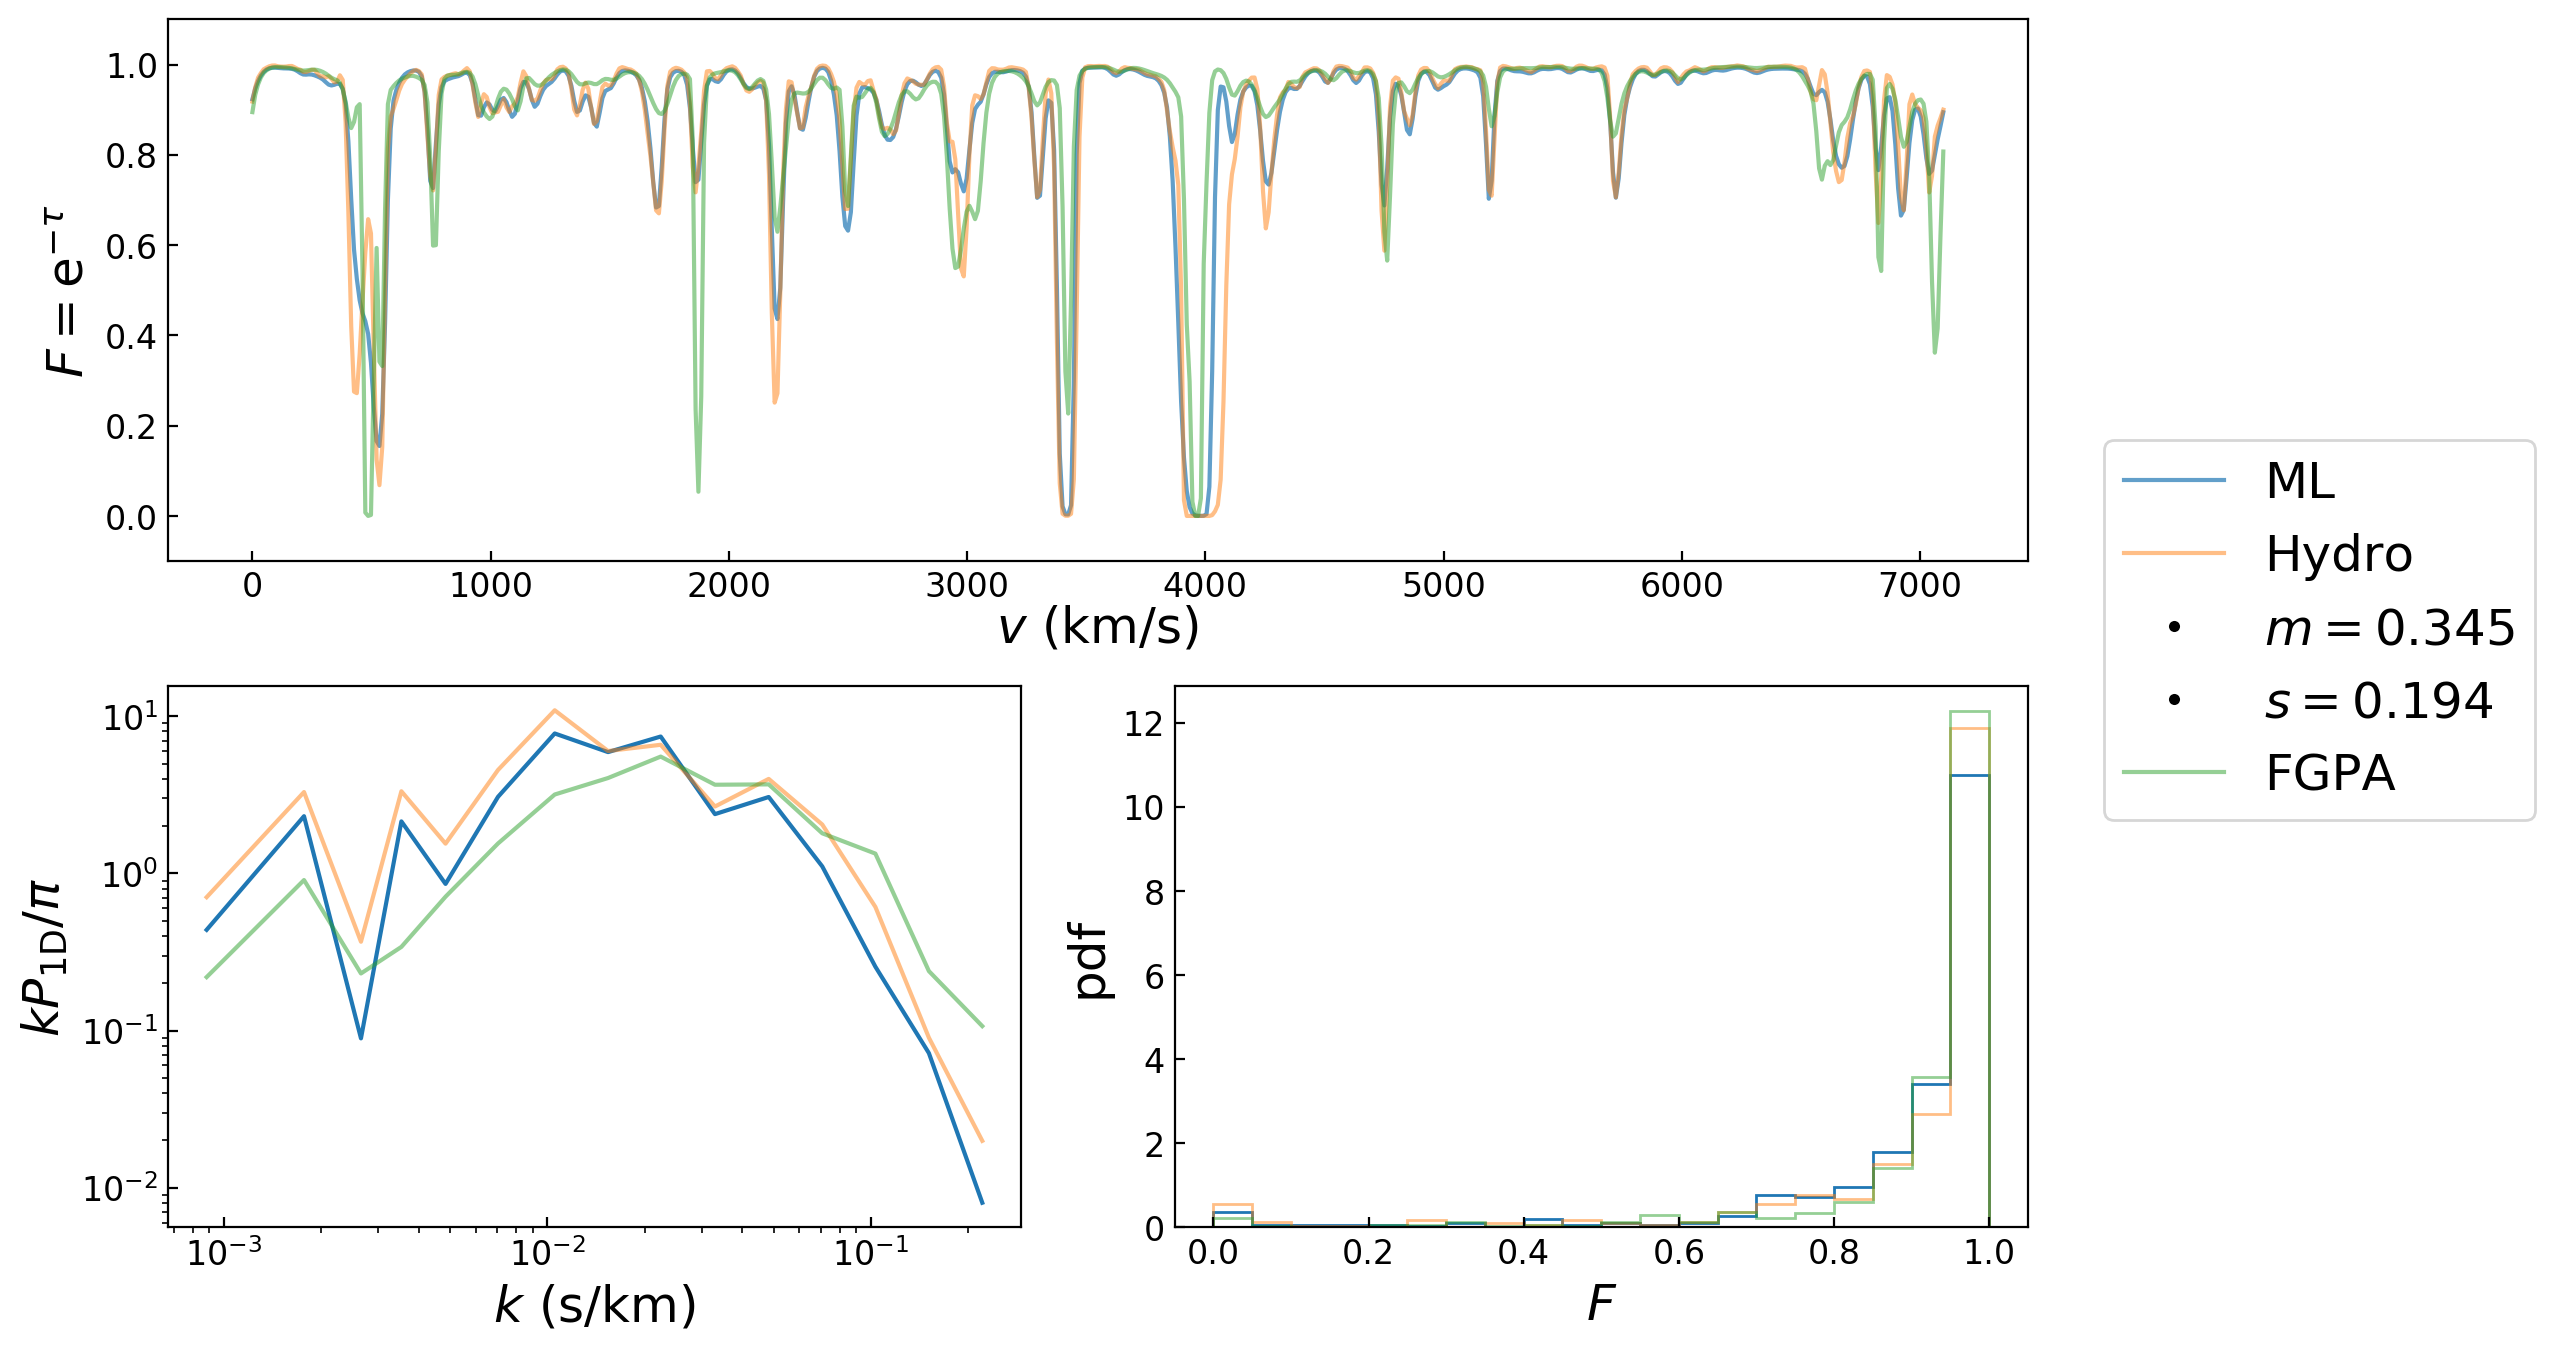 1.0
0.8
0.6
0.4
0.2
0.0
F = e^{−τ}
0 1000 2000 3000 4000 5000 6000 7000
v (km/s)
ML
Hydro
m = 0.345
s = 0.194
FGPA
10^1
10^0
10^{−1}
10^{−2}
kP_{1D}/π
10^{−3} 10^{−2} 10^{−1}
k (s/km)
12
10
8
6
4
2
0
pdf
0.0 0.2 0.4 0.6 0.8 1.0
F